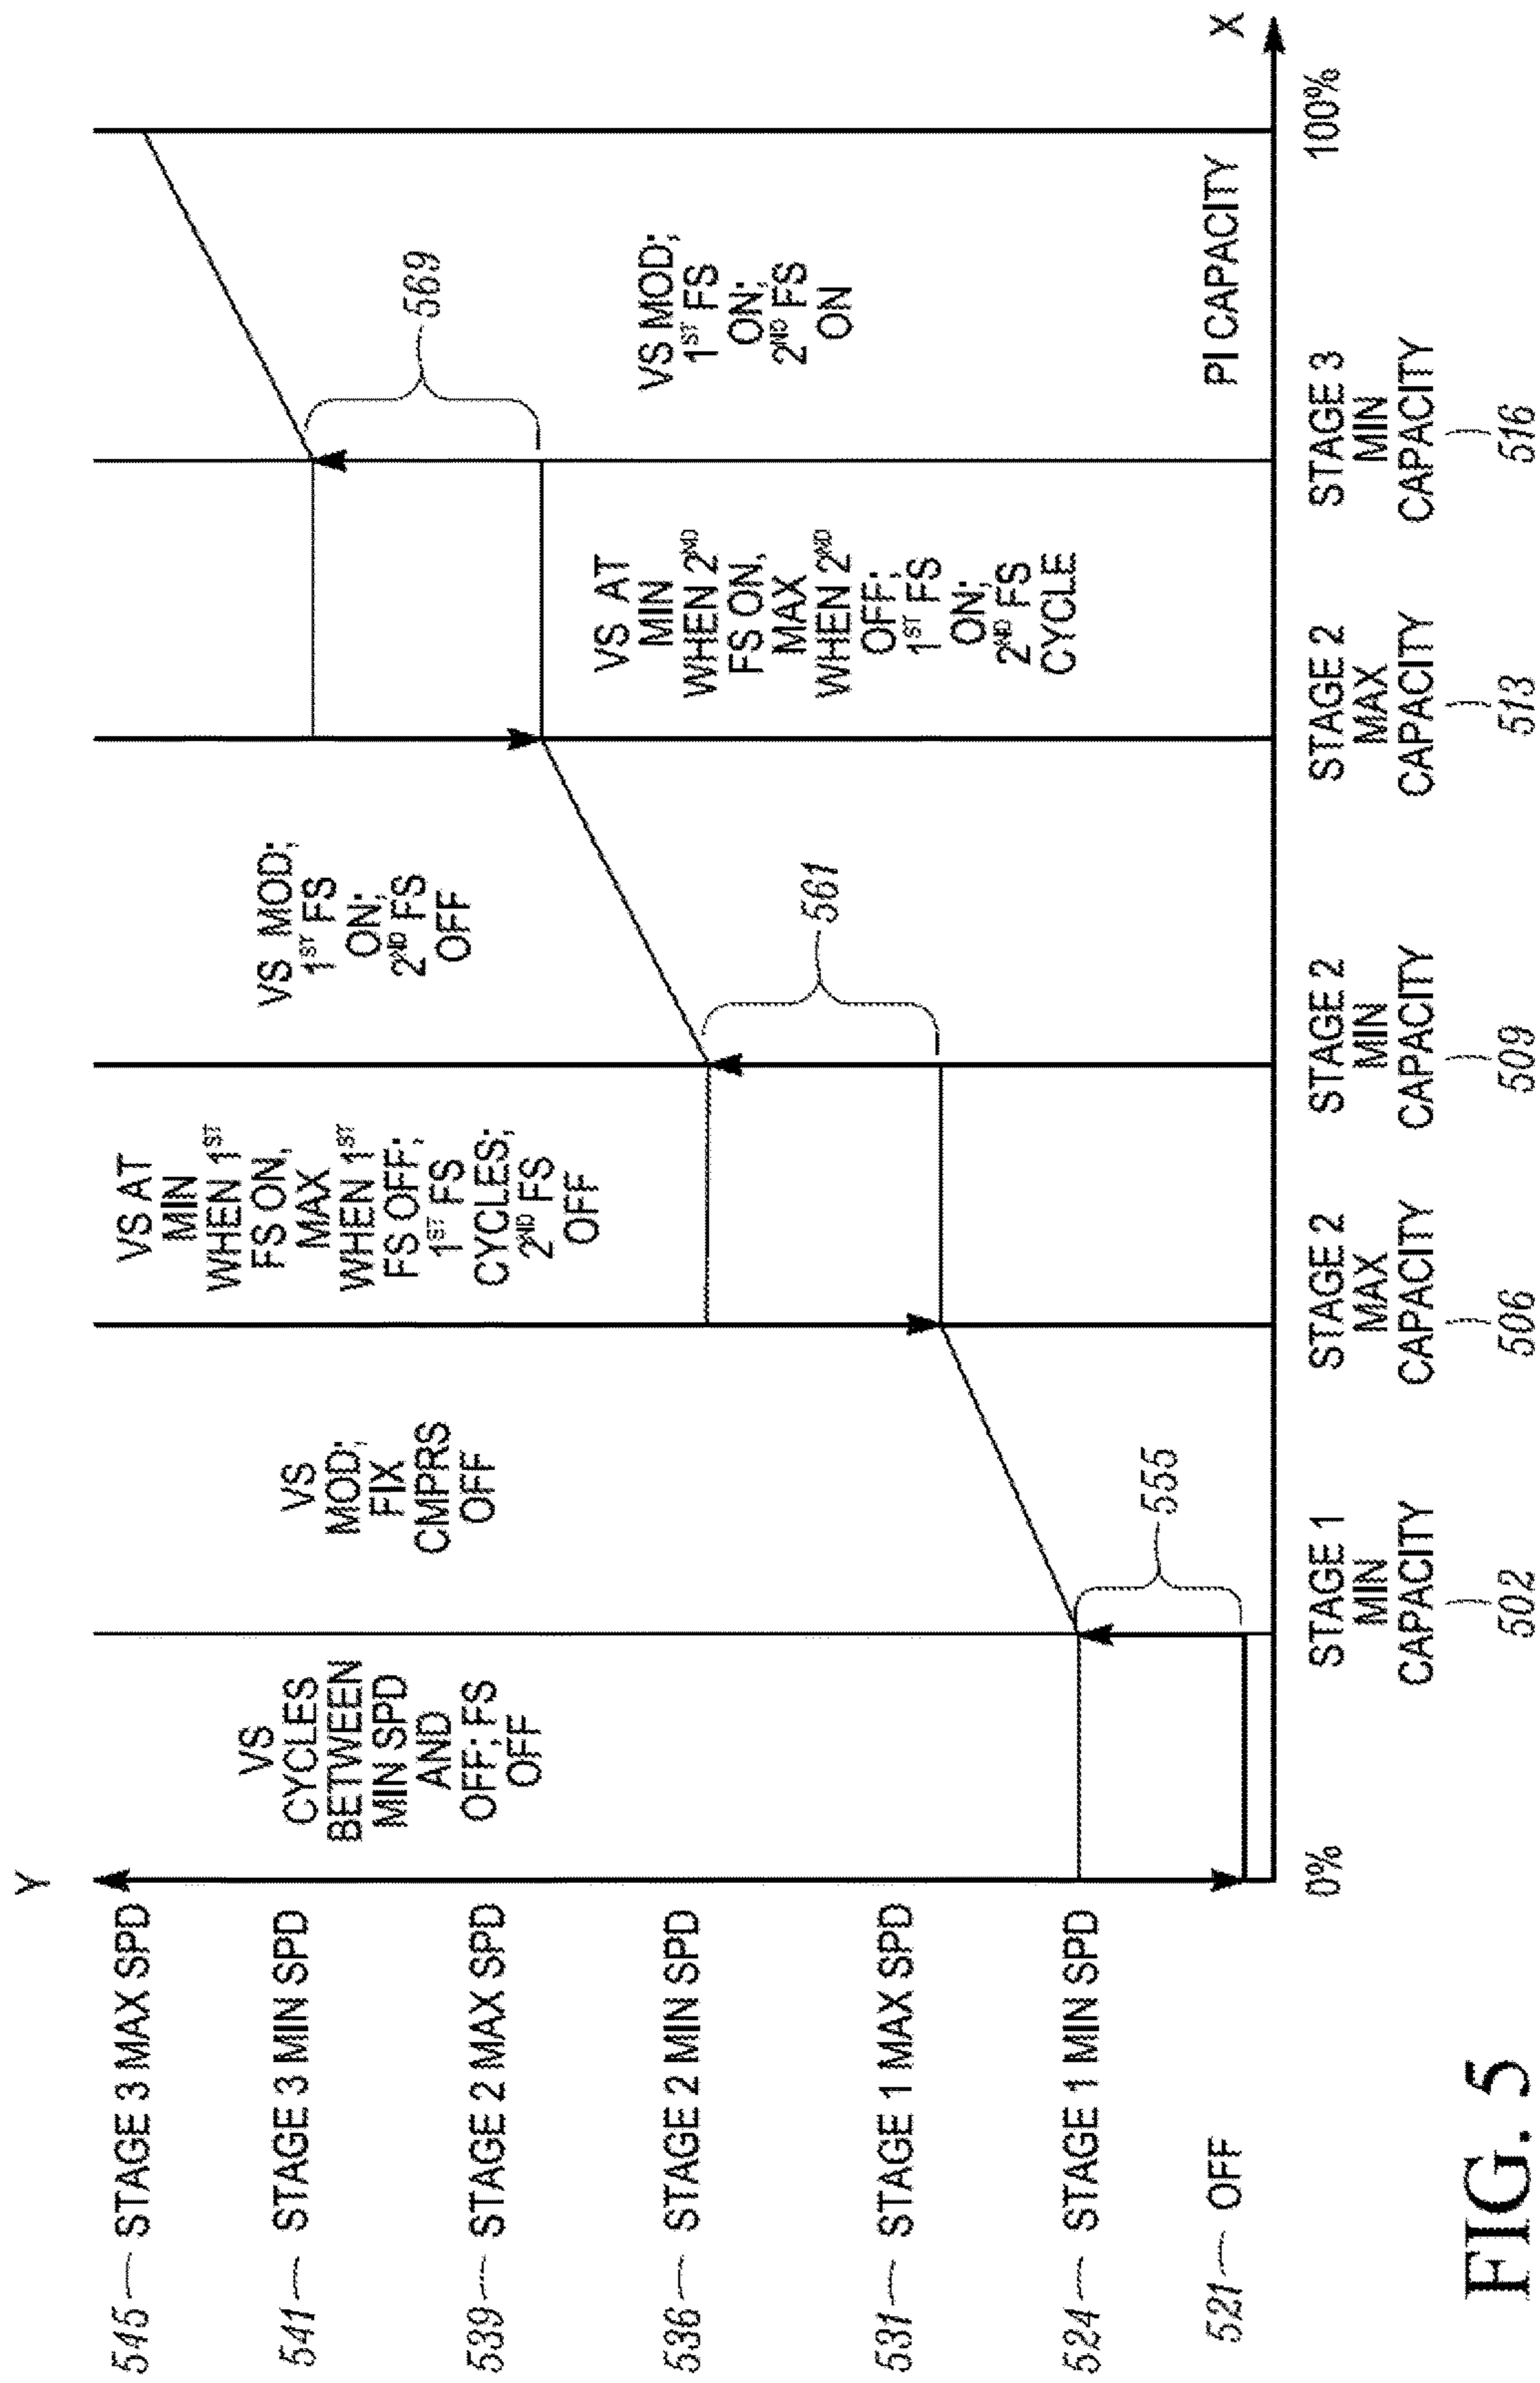 Y
545 STAGE 3 MAX SPD
541 STAGE 3 MIN SPD
539 STAGE 2 MAX SPD
536 STAGE 2 MIN SPD
531 STAGE 1 MAX SPD
524 STAGE 1 MIN SPD
521 OFF
VS
CYCLES
BETWEEN
MIN SPD
AND
OFF; FS
OFF
VS
MOD;
FIX
CMPRS
OFF
VS AT
MIN
WHEN 1ST
FS ON,
MAX
WHEN 1ST
FS OFF;
1ST FS
CYCLES;
2ND FS
OFF
VS MOD;
1ST FS
ON;
2ND FS
OFF
VS AT
MIN
WHEN 2ND
FS ON,
MAX
WHEN 2ND
OFF;
1ST FS
ON;
2ND FS
CYCLE
VS MOD;
1ST FS
ON;
2ND FS
ON
555
561
569
PI CAPACITY
X
0%
STAGE 1
MIN
CAPACITY
502
STAGE 2
MAX
CAPACITY
506
STAGE 2
MIN
CAPACITY
509
STAGE 2
MAX
CAPACITY
513
STAGE 3
MIN
CAPACITY
516
100%
FIG. 5